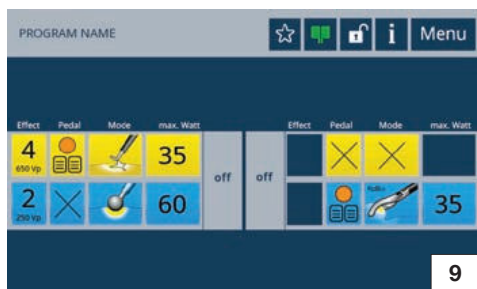 PROGRAM NAME
i Menu
Effect Pedal Mode max. Watt
4
650 Vp
35
2
250 Vp
60
off
off
Effect Pedal Mode max. Watt
35
9